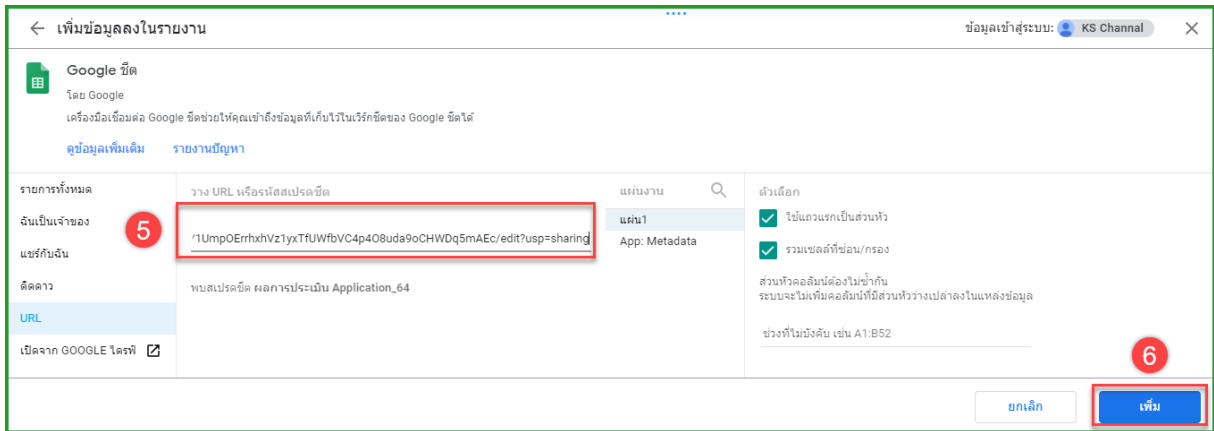 เพิ่มข้อมูลลงในรายงาน
ข้อมูลเข้าสู่ระบบ: KS Channal
Google ชีต
โดย Google
เครื่องมือเชื่อมต่อ Google ชีตช่วยให้คุณเข้าถึงข้อมูลที่เก็บไว้ในเวิร์กชีตของ Google ชีตได้
ดูข้อมูลเพิ่มเติม รายงานปัญหา
รายการทั้งหมด
ฉันเป็นเจ้าของ
แชร์กับฉัน
ติดดาว
URL
เปิดจาก GOOGLE ไดรฟ์
วาง URL หรือรหัสสเปรดชีต
5
'1UmpOErrhxhVz1yxTfUWfbVC4p4O8uda9oCHWDq5mAEc/edit?usp=sharing
พบสเปรดชีต ผลการประเมิน Application_64
แผ่นงาน
แผ่น1
App: Metadata
ตัวเลือก
ใช้แถวแรกเป็นส่วนหัว
รวมเซลล์ที่ซ่อน/กรอง
ส่วนหัวคอลัมน์ต้องไม่ซ้ำกัน
ระบบจะไม่เพิ่มคอลัมน์ที่มีส่วนหัวว่างเปล่าลงในแหล่งข้อมูล
ช่วงที่ไม่บังคับ เช่น A1:B52
6
ยกเลิก
เพิ่ม